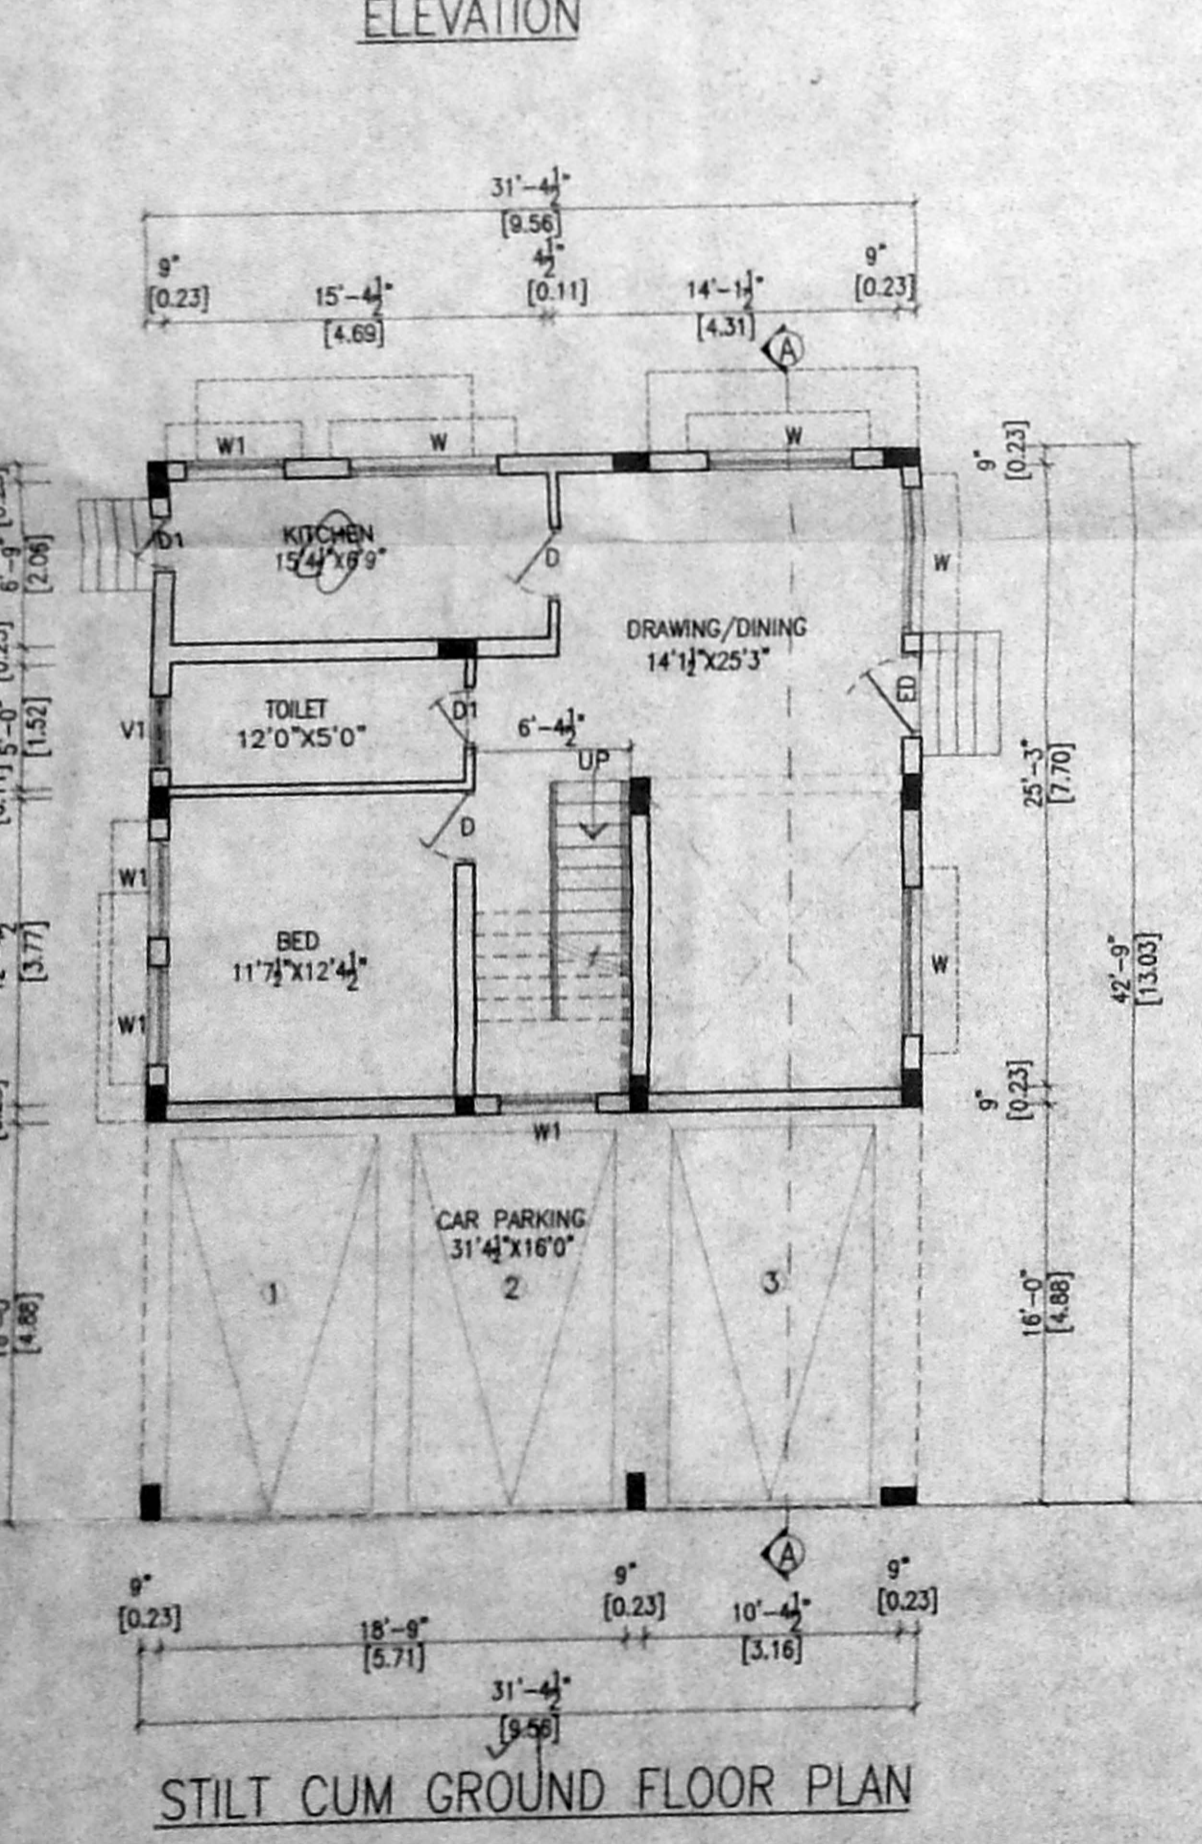 ELEVATION
31'-4½"
[9.56]
9"
[0.23]
15'-4½"
[4.69]
4½"
[0.11]
14'-1½"
[4.31]
9"
[0.23]
A
W1
W
W
9"
[0.23]
6'-9"
[2.06]
D1
KITCHEN
15'4½"X6'9"
D
W
DRAWING/DINING
14'1½"X25'3"
ED
TOILET
12'0"X5'0"
D1
V1
5'-0"
[1.52]
6'-4½"
UP
25'-3"
[7.70]
D
W1
BED
11'7½"X12'4½"
[3.77]
W
42'-9"
[13.03]
W1
9"
[0.23]
W1
CAR PARKING
31'4½"X16'0"
1
2
3
16'-0"
[4.88]
[4.88]
A
9"
[0.23]
18'-9"
[5.71]
9"
[0.23]
10'-4½"
[3.16]
9"
[0.23]
31'-4½"
[9.56]
STILT CUM GROUND FLOOR PLAN